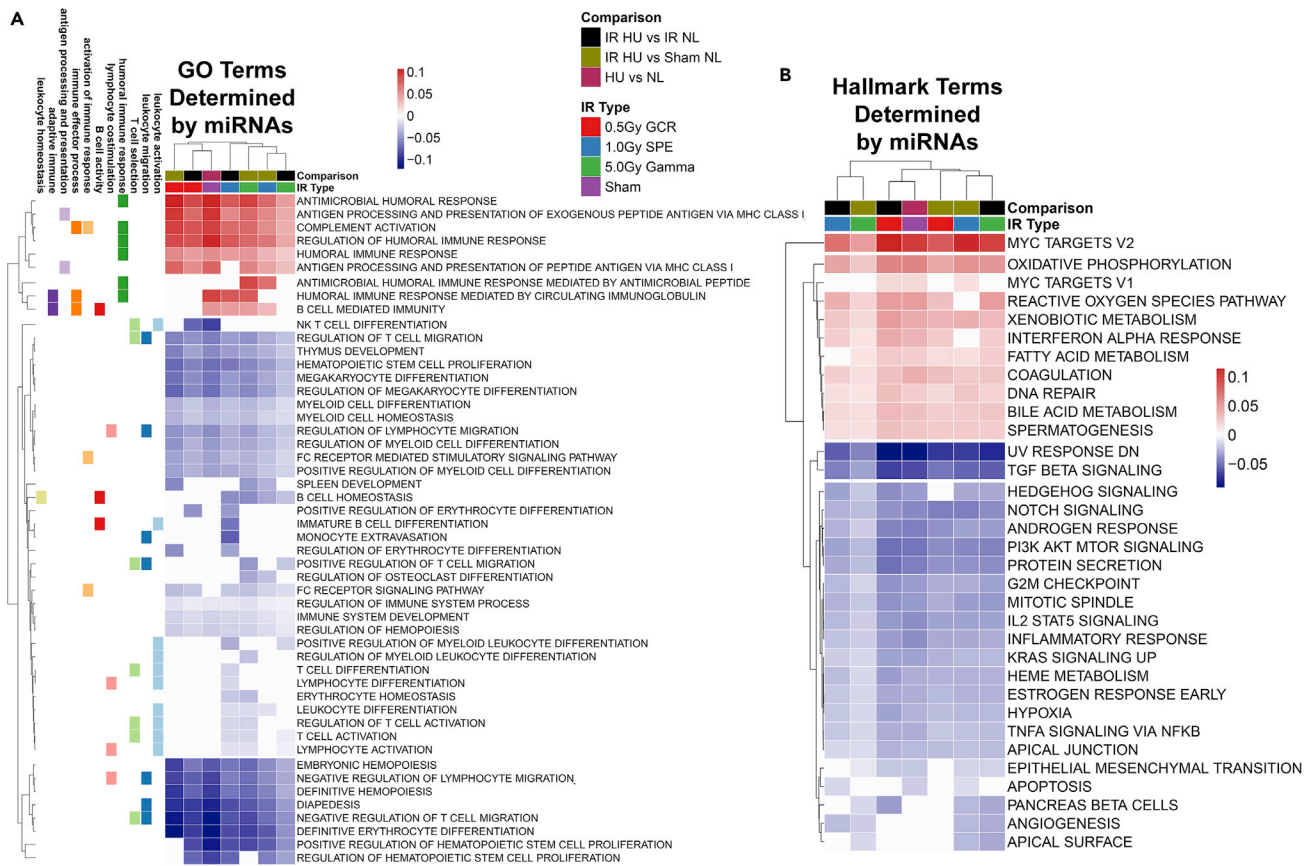 A
leukocyte homeostasis
adaptive immune
antigen processing and presentation
immune effector process
activation of immune response
B cell activity
lymphocyte costimulation
humoral immune response
T cell selection
leukocyte migration
leukocyte activation
GO Terms
Determined
by miRNAs
0.1
0.05
0
−0.05
−0.1
Comparison
IR HU vs IR NL
IR HU vs Sham NL
HU vs NL
IR Type
0.5Gy GCR
1.0Gy SPE
5.0Gy Gamma
Sham
Comparison
IR Type
ANTIMICROBIAL HUMORAL RESPONSE
ANTIGEN PROCESSING AND PRESENTATION OF EXOGENOUS PEPTIDE ANTIGEN VIA MHC CLASS I
COMPLEMENT ACTIVATION
REGULATION OF HUMORAL IMMUNE RESPONSE
HUMORAL IMMUNE RESPONSE
ANTIGEN PROCESSING AND PRESENTATION OF PEPTIDE ANTIGEN VIA MHC CLASS I
ANTIMICROBIAL HUMORAL IMMUNE RESPONSE MEDIATED BY ANTIMICROBIAL PEPTIDE
HUMORAL IMMUNE RESPONSE MEDIATED BY CIRCULATING IMMUNOGLOBULIN
B CELL MEDIATED IMMUNITY
NK T CELL DIFFERENTIATION
REGULATION OF T CELL MIGRATION
THYMUS DEVELOPMENT
HEMATOPOIETIC STEM CELL PROLIFERATION
MEGAKARYOCYTE DIFFERENTIATION
REGULATION OF MEGAKARYOCYTE DIFFERENTIATION
MYELOID CELL DIFFERENTIATION
MYELOID CELL HOMEOSTASIS
REGULATION OF LYMPHOCYTE MIGRATION
REGULATION OF MYELOID CELL DIFFERENTIATION
FC RECEPTOR MEDIATED STIMULATORY SIGNALING PATHWAY
POSITIVE REGULATION OF MYELOID CELL DIFFERENTIATION
SPLEEN DEVELOPMENT
B CELL HOMEOSTASIS
POSITIVE REGULATION OF ERYTHROCYTE DIFFERENTIATION
IMMATURE B CELL DIFFERENTIATION
MONOCYTE EXTRAVASATION
REGULATION OF ERYTHROCYTE DIFFERENTIATION
POSITIVE REGULATION OF T CELL MIGRATION
REGULATION OF OSTEOCLAST DIFFERENTIATION
FC RECEPTOR SIGNALING PATHWAY
REGULATION OF IMMUNE SYSTEM PROCESS
IMMUNE SYSTEM DEVELOPMENT
REGULATION OF HEMOPOIESIS
POSITIVE REGULATION OF MYELOID LEUKOCYTE DIFFERENTIATION
REGULATION OF MYELOID LEUKOCYTE DIFFERENTIATION
T CELL DIFFERENTIATION
LYMPHOCYTE DIFFERENTIATION
ERYTHROCYTE HOMEOSTASIS
LEUKOCYTE DIFFERENTIATION
REGULATION OF T CELL ACTIVATION
T CELL ACTIVATION
LYMPHOCYTE ACTIVATION
EMBRYONIC HEMOPOIESIS
NEGATIVE REGULATION OF LYMPHOCYTE MIGRATION
DEFINITIVE HEMOPOIESIS
DIAPEDESIS
NEGATIVE REGULATION OF T CELL MIGRATION
DEFINITIVE ERYTHROCYTE DIFFERENTIATION
POSITIVE REGULATION OF HEMATOPOIETIC STEM CELL PROLIFERATION
REGULATION OF HEMATOPOIETIC STEM CELL PROLIFERATION
B
Hallmark Terms
Determined
by miRNAs
Comparison
IR Type
MYC TARGETS V2
OXIDATIVE PHOSPHORYLATION
MYC TARGETS V1
REACTIVE OXYGEN SPECIES PATHWAY
XENOBIOTIC METABOLISM
INTERFERON ALPHA RESPONSE
FATTY ACID METABOLISM
COAGULATION
DNA REPAIR
BILE ACID METABOLISM
SPERMATOGENESIS
UV RESPONSE DN
TGF BETA SIGNALING
HEDGEHOG SIGNALING
NOTCH SIGNALING
ANDROGEN RESPONSE
PI3K AKT MTOR SIGNALING
PROTEIN SECRETION
G2M CHECKPOINT
MITOTIC SPINDLE
IL2 STAT5 SIGNALING
INFLAMMATORY RESPONSE
KRAS SIGNALING UP
HEME METABOLISM
ESTROGEN RESPONSE EARLY
HYPOXIA
TNFA SIGNALING VIA NFKB
APICAL JUNCTION
EPITHELIAL MESENCHYMAL TRANSITION
APOPTOSIS
PANCREAS BETA CELLS
ANGIOGENESIS
APICAL SURFACE
0.1
0.05
0
−0.05